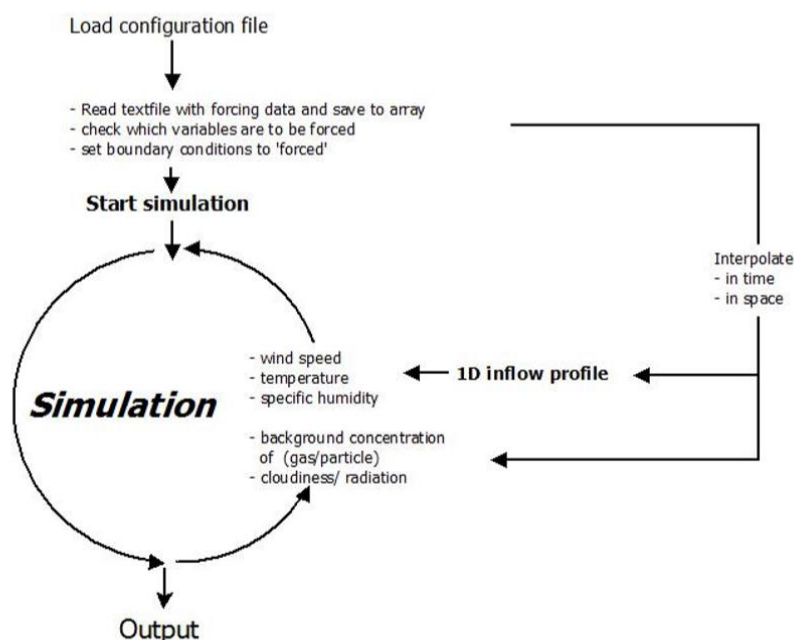 Load configuration file
- Read textfile with forcing data and save to array
- check which variables are to be forced
- set boundary conditions to 'forced'
Start simulation
Interpolate
- in time
- in space
- wind speed
- temperature
- specific humidity
1D inflow profile
Simulation
- background concentration
of (gas/particle)
- cloudiness/ radiation
Output